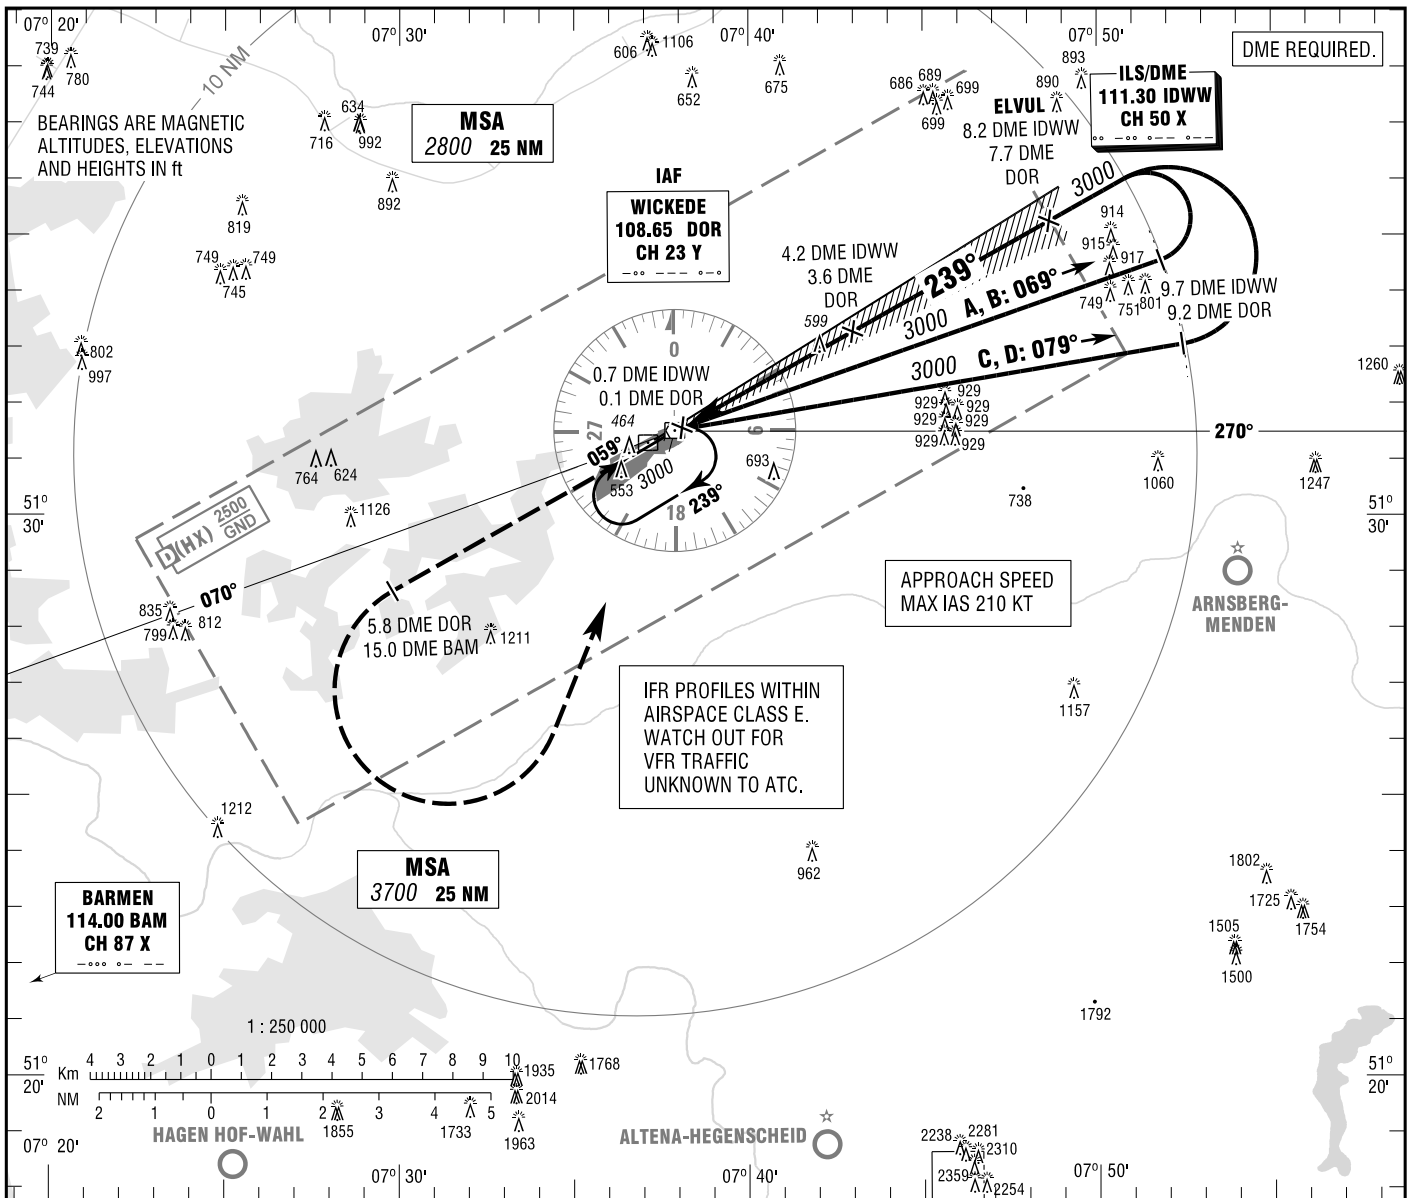 07° 20'
07° 30'
07° 40'
07° 50'
DME REQUIRED.
739
780
744
10 NM
606
1106
652
675
686
689
699
699
890
893
ILS/DME
111.30 IDWW
CH 50 X
BEARINGS ARE MAGNETIC
ALTITUDES, ELEVATIONS
AND HEIGHTS IN ft
634
716
992
MSA
2800 25 NM
ELVUL
8.2 DME IDWW
7.7 DME
DOR
892
819
IAF
WICKEDE
108.65 DOR
CH 23 Y
3000
914
915
917
749
749
745
4.2 DME IDWW
3.6 DME
DOR
239°
A, B: 069°
3000
749
751
801
9.7 DME IDWW
9.2 DME DOR
599
802
997
0
0.7 DME IDWW
0.1 DME DOR
C, D: 079°
3000
1260
929
929
929
929
929
929
929
464
27
6
270°
059°
3000
693
553
239°
18
764
624
1060
1247
738
51°
30'
51°
30'
1126
D(HX) 2500
GND
070°
835
799
812
5.8 DME DOR
15.0 DME BAM
1211
APPROACH SPEED
MAX IAS 210 KT
ARNSBERG-
MENDEN
IFR PROFILES WITHIN
AIRSPACE CLASS E.
WATCH OUT FOR
VFR TRAFFIC
UNKNOWN TO ATC.
1157
1212
962
MSA
3700 25 NM
BARMEN
114.00 BAM
CH 87 X
1802
1725
1754
1505
1500
1792
1 : 250 000
51°
20'
Km
4 3 2 1 0 1 2 3 4 5 6 7 8 9 10
NM
2 1 0 1 2 3 4 5
1935
2014
1963
1768
1855
1733
51°
20'
HAGEN HOF-WAHL
ALTENA-HEGENSCHEID
2238
2281
2310
2359
2254
07° 20'
07° 30'
07° 40'
07° 50'